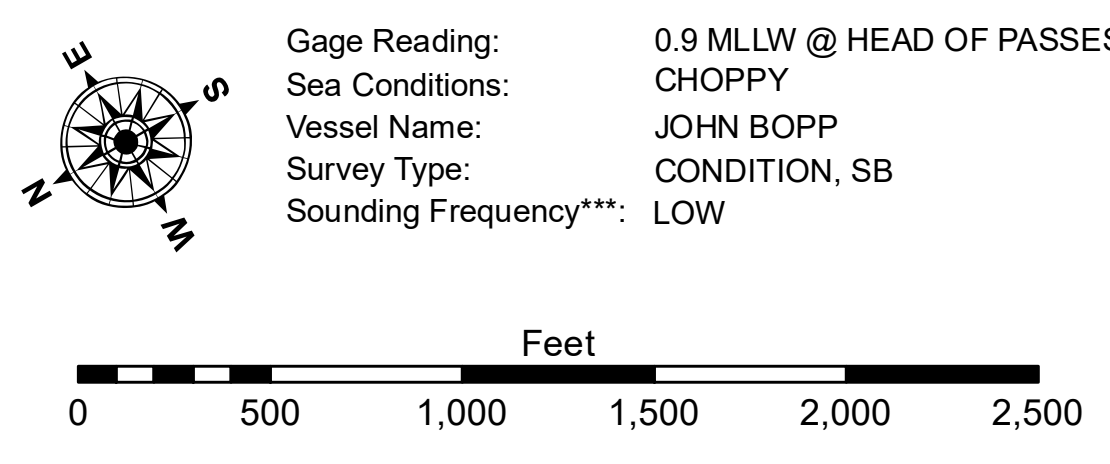 E
S
N
W
Gage Reading: 0.9 MLLW @ HEAD OF PASSES
Sea Conditions: CHOPPY
Vessel Name: JOHN BOPP
Survey Type: CONDITION, SB
Sounding Frequency***: LOW
Feet
0 500 1,000 1,500 2,000 2,500